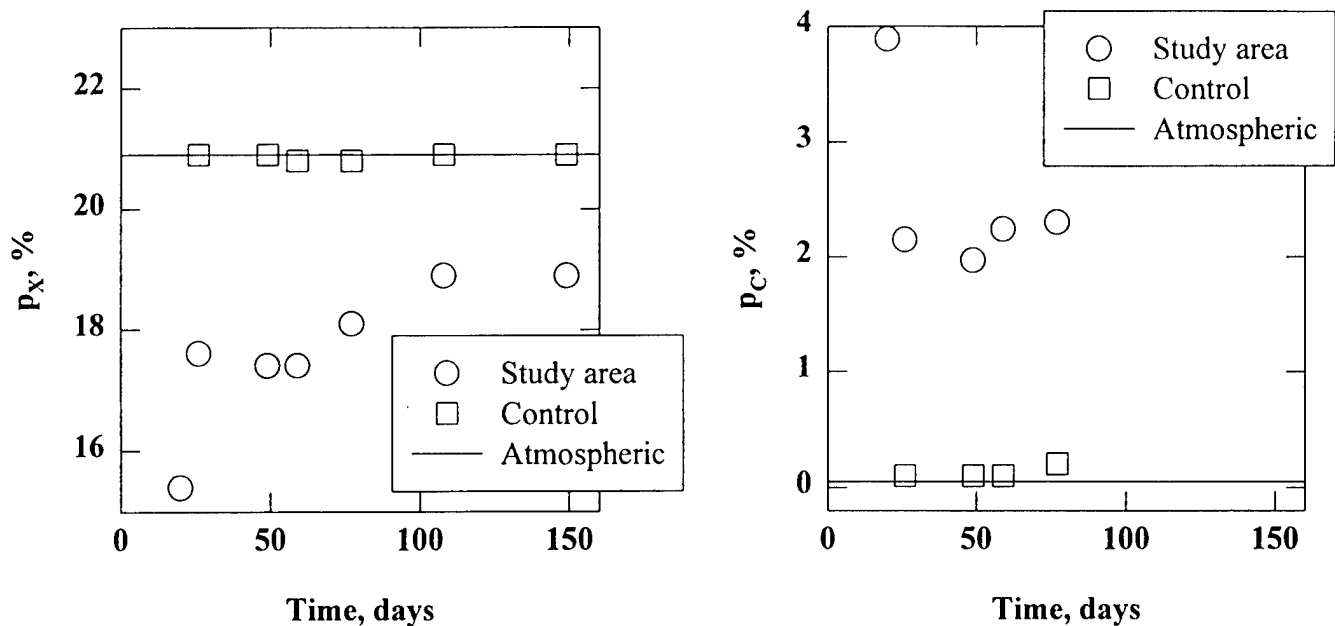 22
20
18
16
p_X, %
0 50 100 150
Time, days
Study area
Control
Atmospheric
4
3
2
1
0
p_C, %
0 50 100 150
Time, days
Study area
Control
Atmospheric